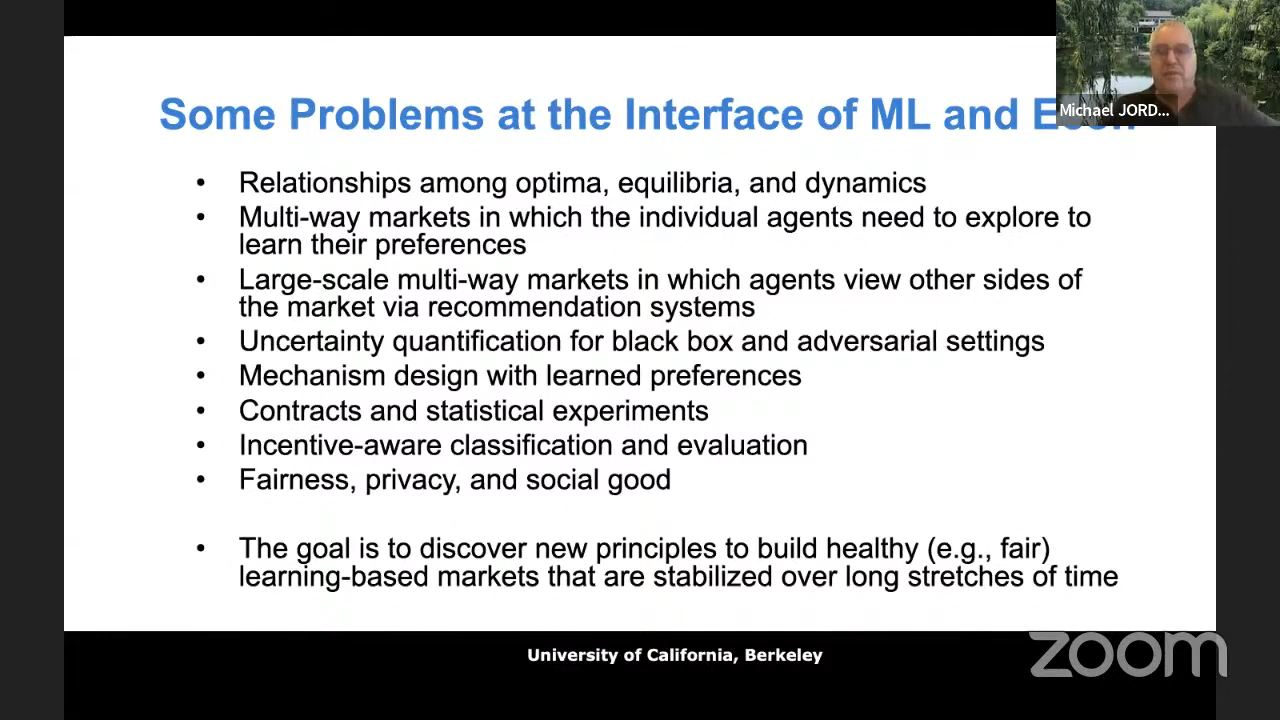 Some Problems at the Interface of ML and
Michael JORD...
• Relationships among optima, equilibria, and dynamics
• Multi-way markets in which the individual agents need to explore to
learn their preferences
• Large-scale multi-way markets in which agents view other sides of
the market via recommendation systems
• Uncertainty quantification for black box and adversarial settings
• Mechanism design with learned preferences
• Contracts and statistical experiments
• Incentive-aware classification and evaluation
• Fairness, privacy, and social good
• The goal is to discover new principles to build healthy (e.g., fair)
learning-based markets that are stabilized over long stretches of time
University of California, Berkeley
zoom